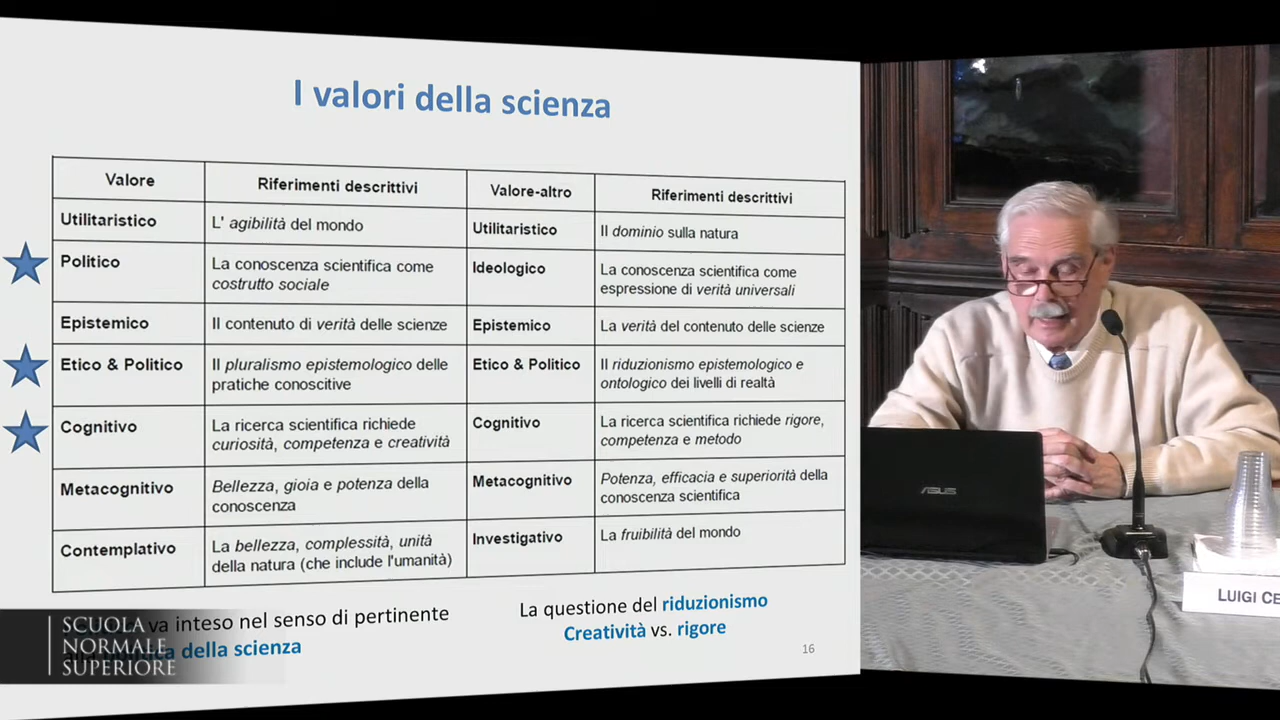 I valori della scienza
Valore Riferimenti descrittivi Valore-altro Riferimenti descrittivi
Utilitaristico L' agibilità del mondo Utilitaristico Il dominio sulla natura
Politico La conoscenza scientifica come Ideologico La conoscenza scientifica come
costrutto sociale espressione di verità universali
Epistemico Il contenuto di verità delle scienze Epistemico La verità del contenuto delle scienze
Etico & Politico Il pluralismo epistemologico delle Etico & Politico Il riduzionismo epistemologico e
pratiche conoscitive ontologico dei livelli di realtà
Cognitivo La ricerca scientifica richiede Cognitivo La ricerca scientifica richiede rigore,
curiosità, competenza e creatività competenza e metodo
Metacognitivo Bellezza, gioia e potenza della Metacognitivo Potenza, efficacia e superiorità della
conoscenza conoscenza scientifica
Contemplativo La bellezza, complessità, unità Investigativo La fruibilità del mondo
della natura (che include l'umanità)
va inteso nel senso di pertinente
della scienza
La questione del riduzionismo
Creatività vs. rigore
16
SCUOLA
NORMALE
SUPERIORE
ASUS
LUIGI CE